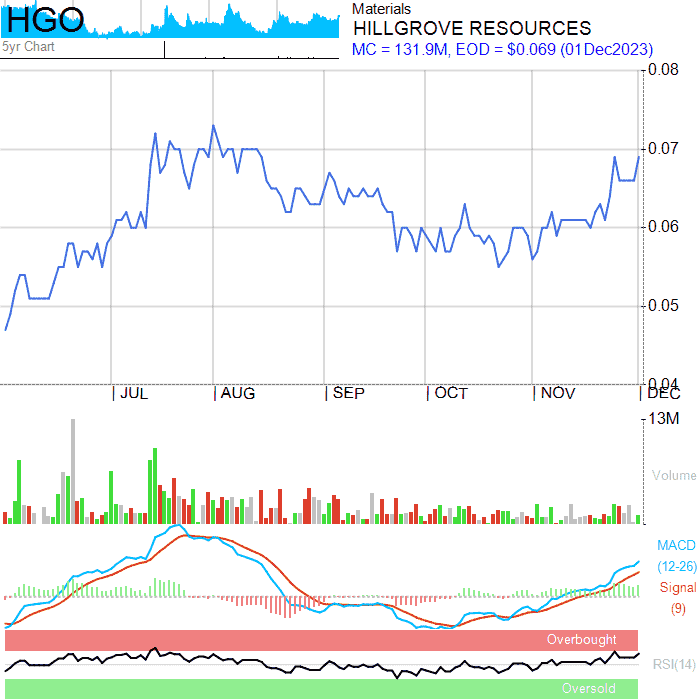 HGO
5yr Chart
Materials
HILLGROVE RESOURCES
MC = 131.9M, EOD = $0.069 (01Dec2023)
0.08
0.07
0.06
0.05
0.04
JUL AUG SEP OCT NOV DEC
13M
Volume
MACD
(12-26)
Signal
(9)
Overbought
RSI(14)
Oversold